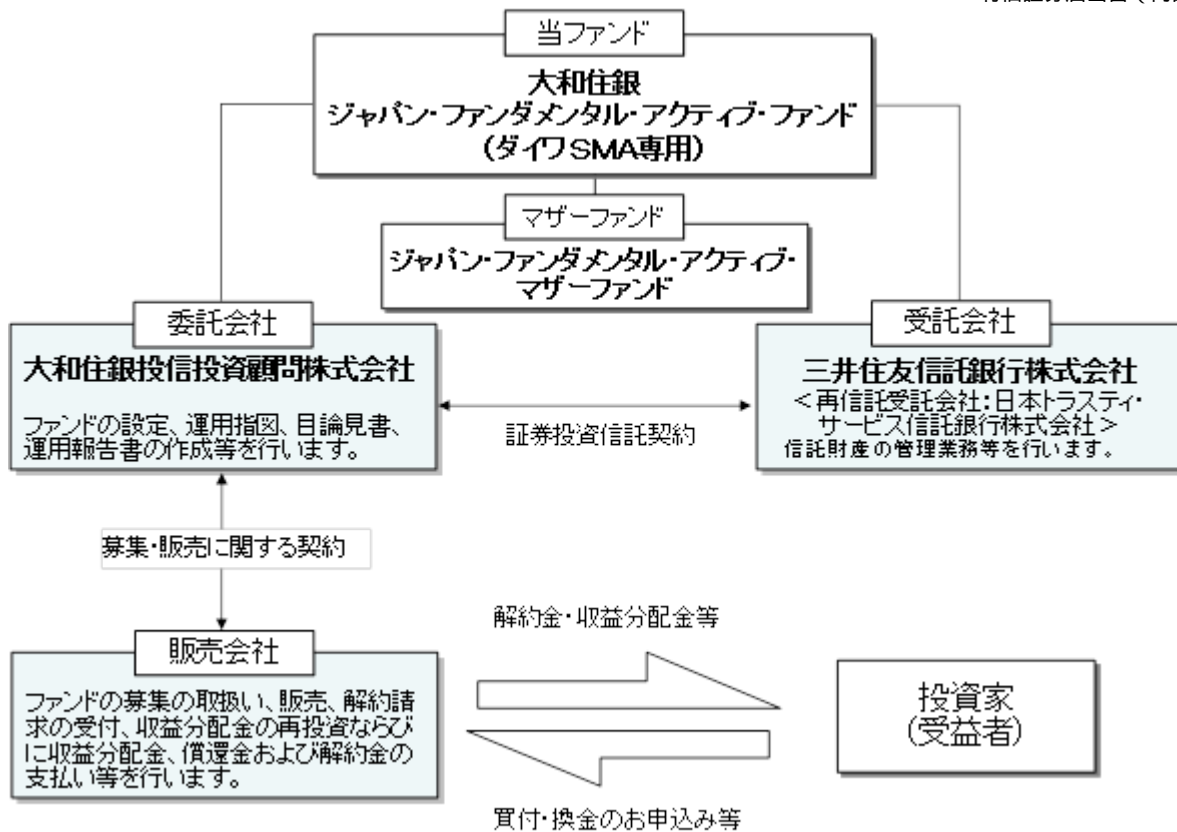 当ファンド
大和住銀
ジャパン・ファンダメンタル・アクティブ・ファンド
(ダイワSMA専用)
マザーファンド
ジャパン・ファンダメンタル・アクティブ・
マザーファンド
委託会社
大和住銀投信投資顧問株式会社
ファンドの設定、運用指図、目論見書、
運用報告書の作成等を行います。
証券投資信託契約
受託会社
三井住友信託銀行株式会社
<再信託受託会社:日本トラスティ・
サービス信託銀行株式会社>
信託財産の管理業務等を行います。
募集・販売に関する契約
販売会社
ファンドの募集の取扱い、販売、解約請
求の受付、収益分配金の再投資ならび
に収益分配金、償還金および解約金の
支払い等を行います。
解約金・収益分配金等
買付・換金のお申込み等
投資家
(受益者)